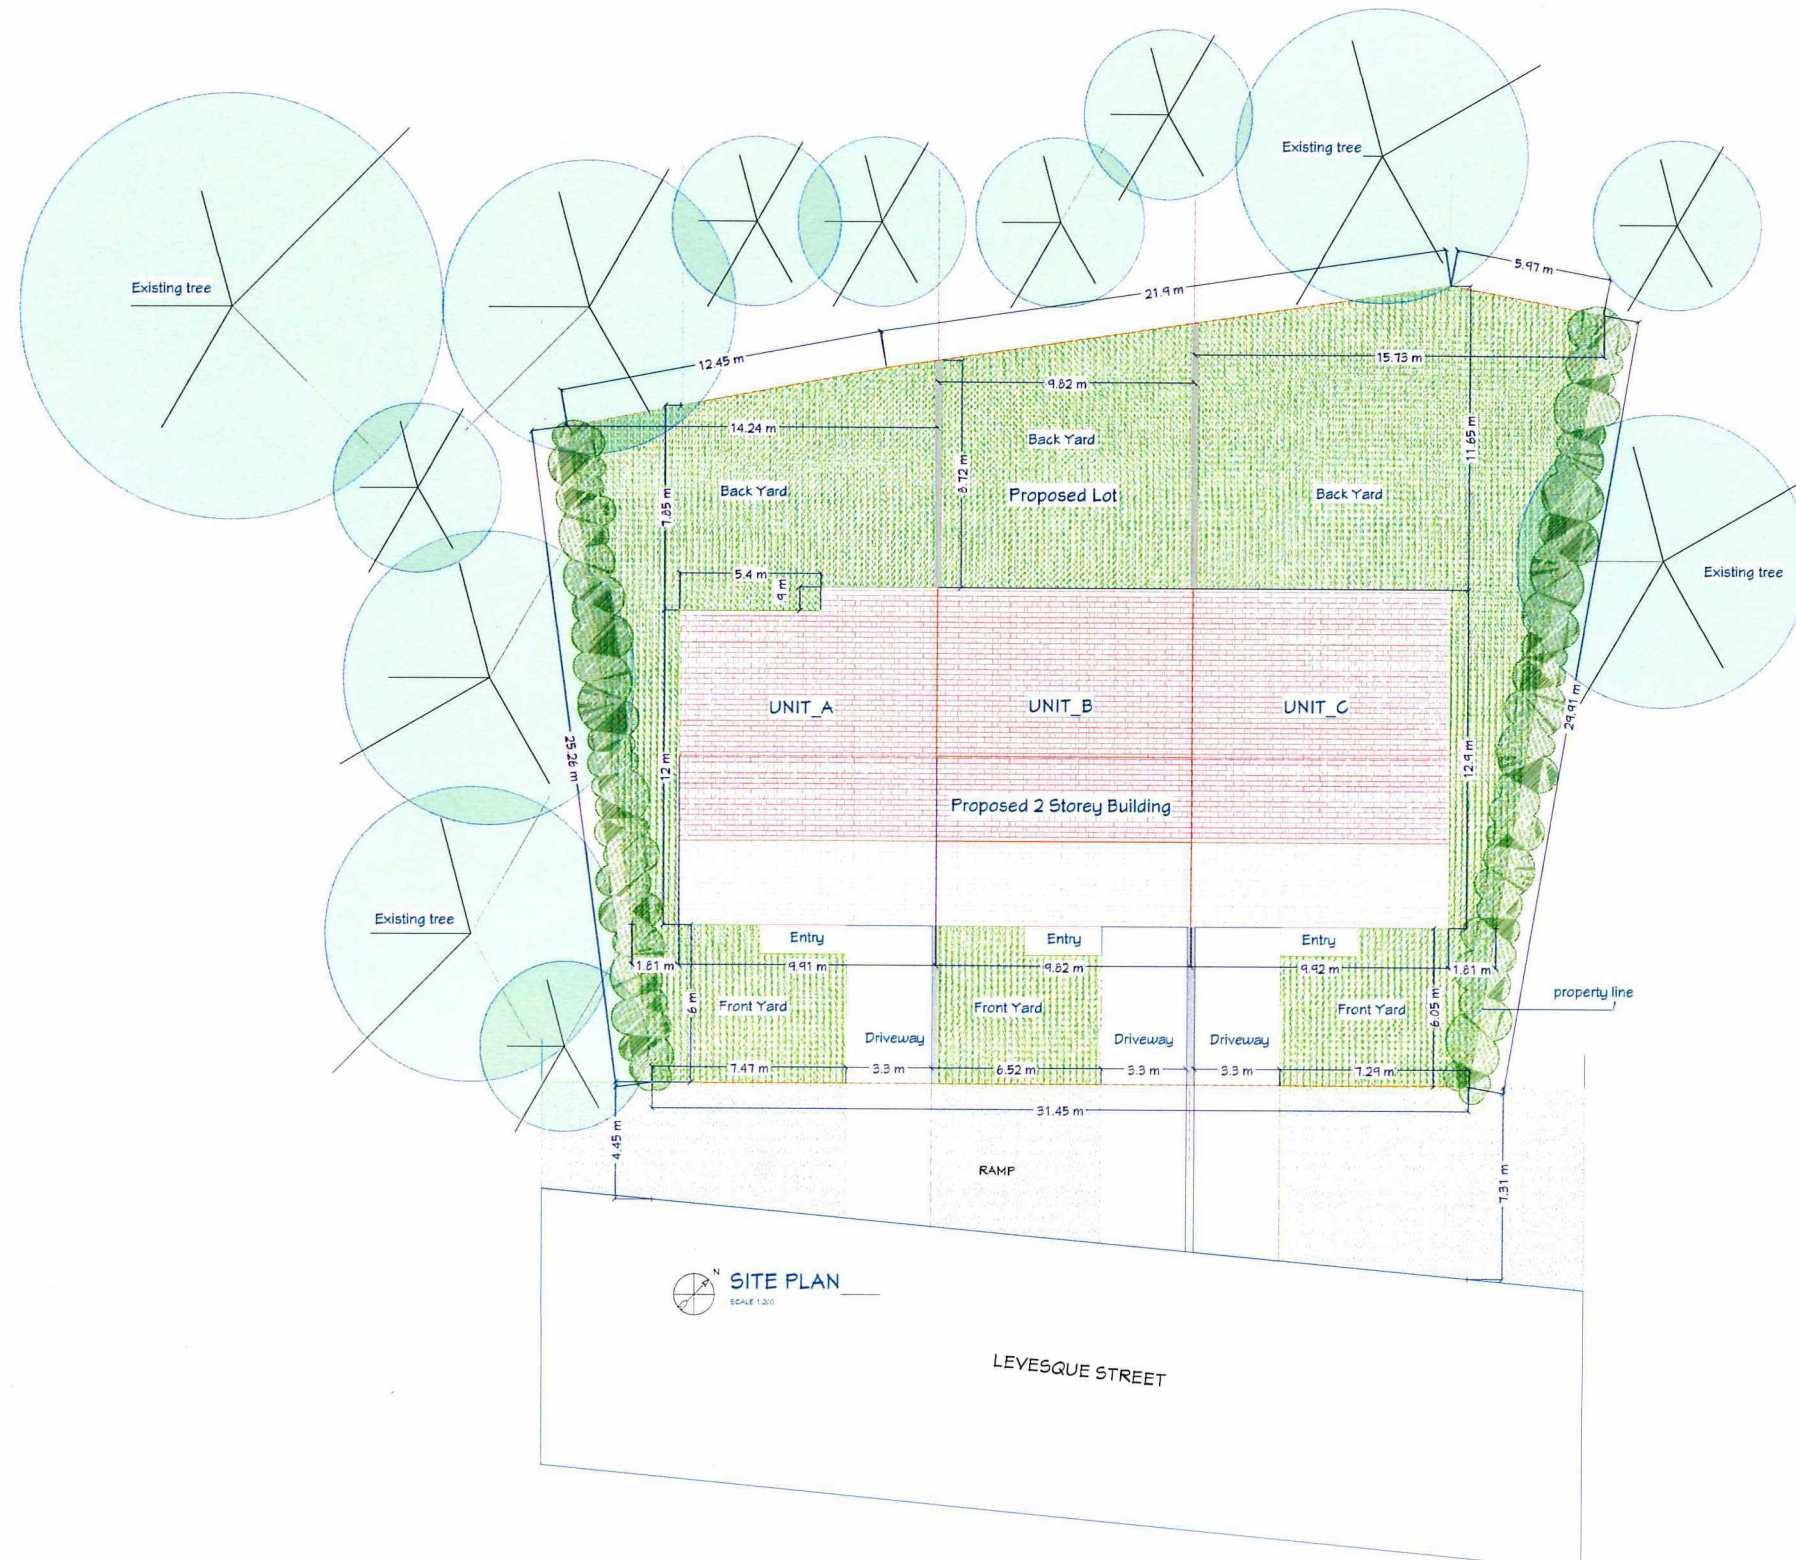 Existing tree
Existing tree
5.97 m
21.9 m
12.45 m
15.73 m
9.82 m
14.24 m
Back Yard
11.65 m
8.72 m
Back Yard
Proposed Lot
Back Yard
7.85 m
5.4 m
9 m
Existing tree
UNIT_A
UNIT_B
UNIT_C
29.91 m
25.26 m
12 m
12.9 m
Proposed 2 Storey Building
Existing tree
Entry
Entry
Entry
1.81 m
9.91 m
9.82 m
9.92 m
1.81 m
property line
6 m
Front Yard
Front Yard
Front Yard
6.05 m
Driveway
Driveway
Driveway
7.47 m
3.3 m
6.52 m
3.3 m
3.3 m
7.29 m
31.45 m
4.45 m
RAMP
7.31 m
N
SITE PLAN
SCALE 1:200
LEVESQUE STREET